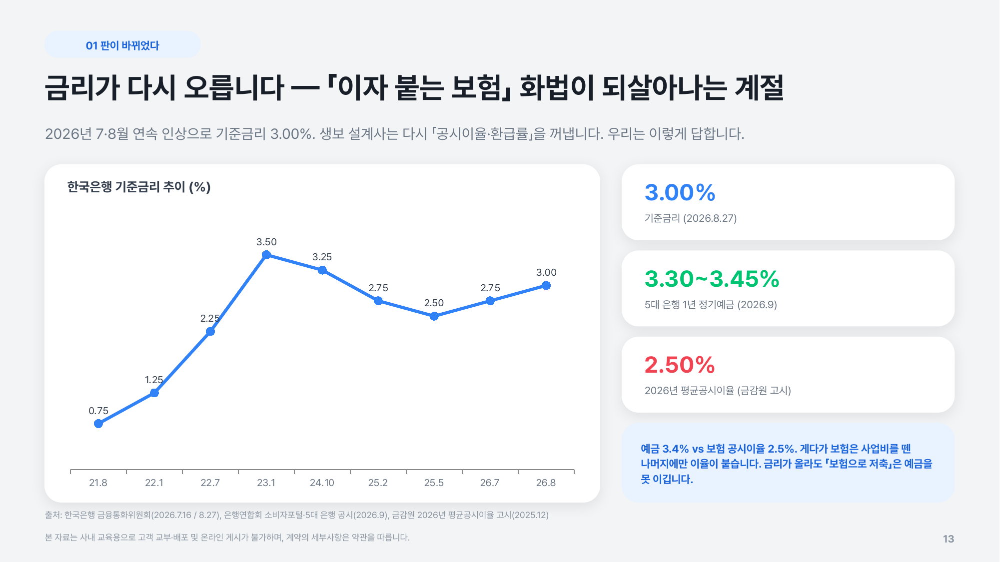 01 판이 바뀌었다
금리가 다시 오릅니다 — 「이자 붙는 보험」 화법이 되살아나는 계절
2026년 7·8월 연속 인상으로 기준금리 3.00%. 생보 설계사는 다시 「공시이율·환급률」을 꺼냅니다. 우리는 이렇게 답합니다.
한국은행 기준금리 추이 (%)
0.75
1.25
2.25
3.50
3.25
2.75
2.50
2.75
3.00
21.8
22.1
22.7
23.1
24.10
25.2
25.5
26.7
26.8
3.00%
기준금리 (2026.8.27)
3.30~3.45%
5대 은행 1년 정기예금 (2026.9)
2.50%
2026년 평균공시이율 (금감원 고시)
예금 3.4% vs 보험 공시이율 2.5%. 게다가 보험은 사업비를 뗀
나머지에만 이율이 붙습니다. 금리가 올라도 「보험으로 저축」은 예금을
못 이깁니다.
출처: 한국은행 금융통화위원회(2026.7.16 / 8.27), 은행연합회 소비자포털·5대 은행 공시(2026.9), 금감원 2026년 평균공시이율 고시(2025.12)
본 자료는 사내 교육용으로 고객 교부·배포 및 온라인 게시가 불가하며, 계약의 세부사항은 약관을 따릅니다.
13